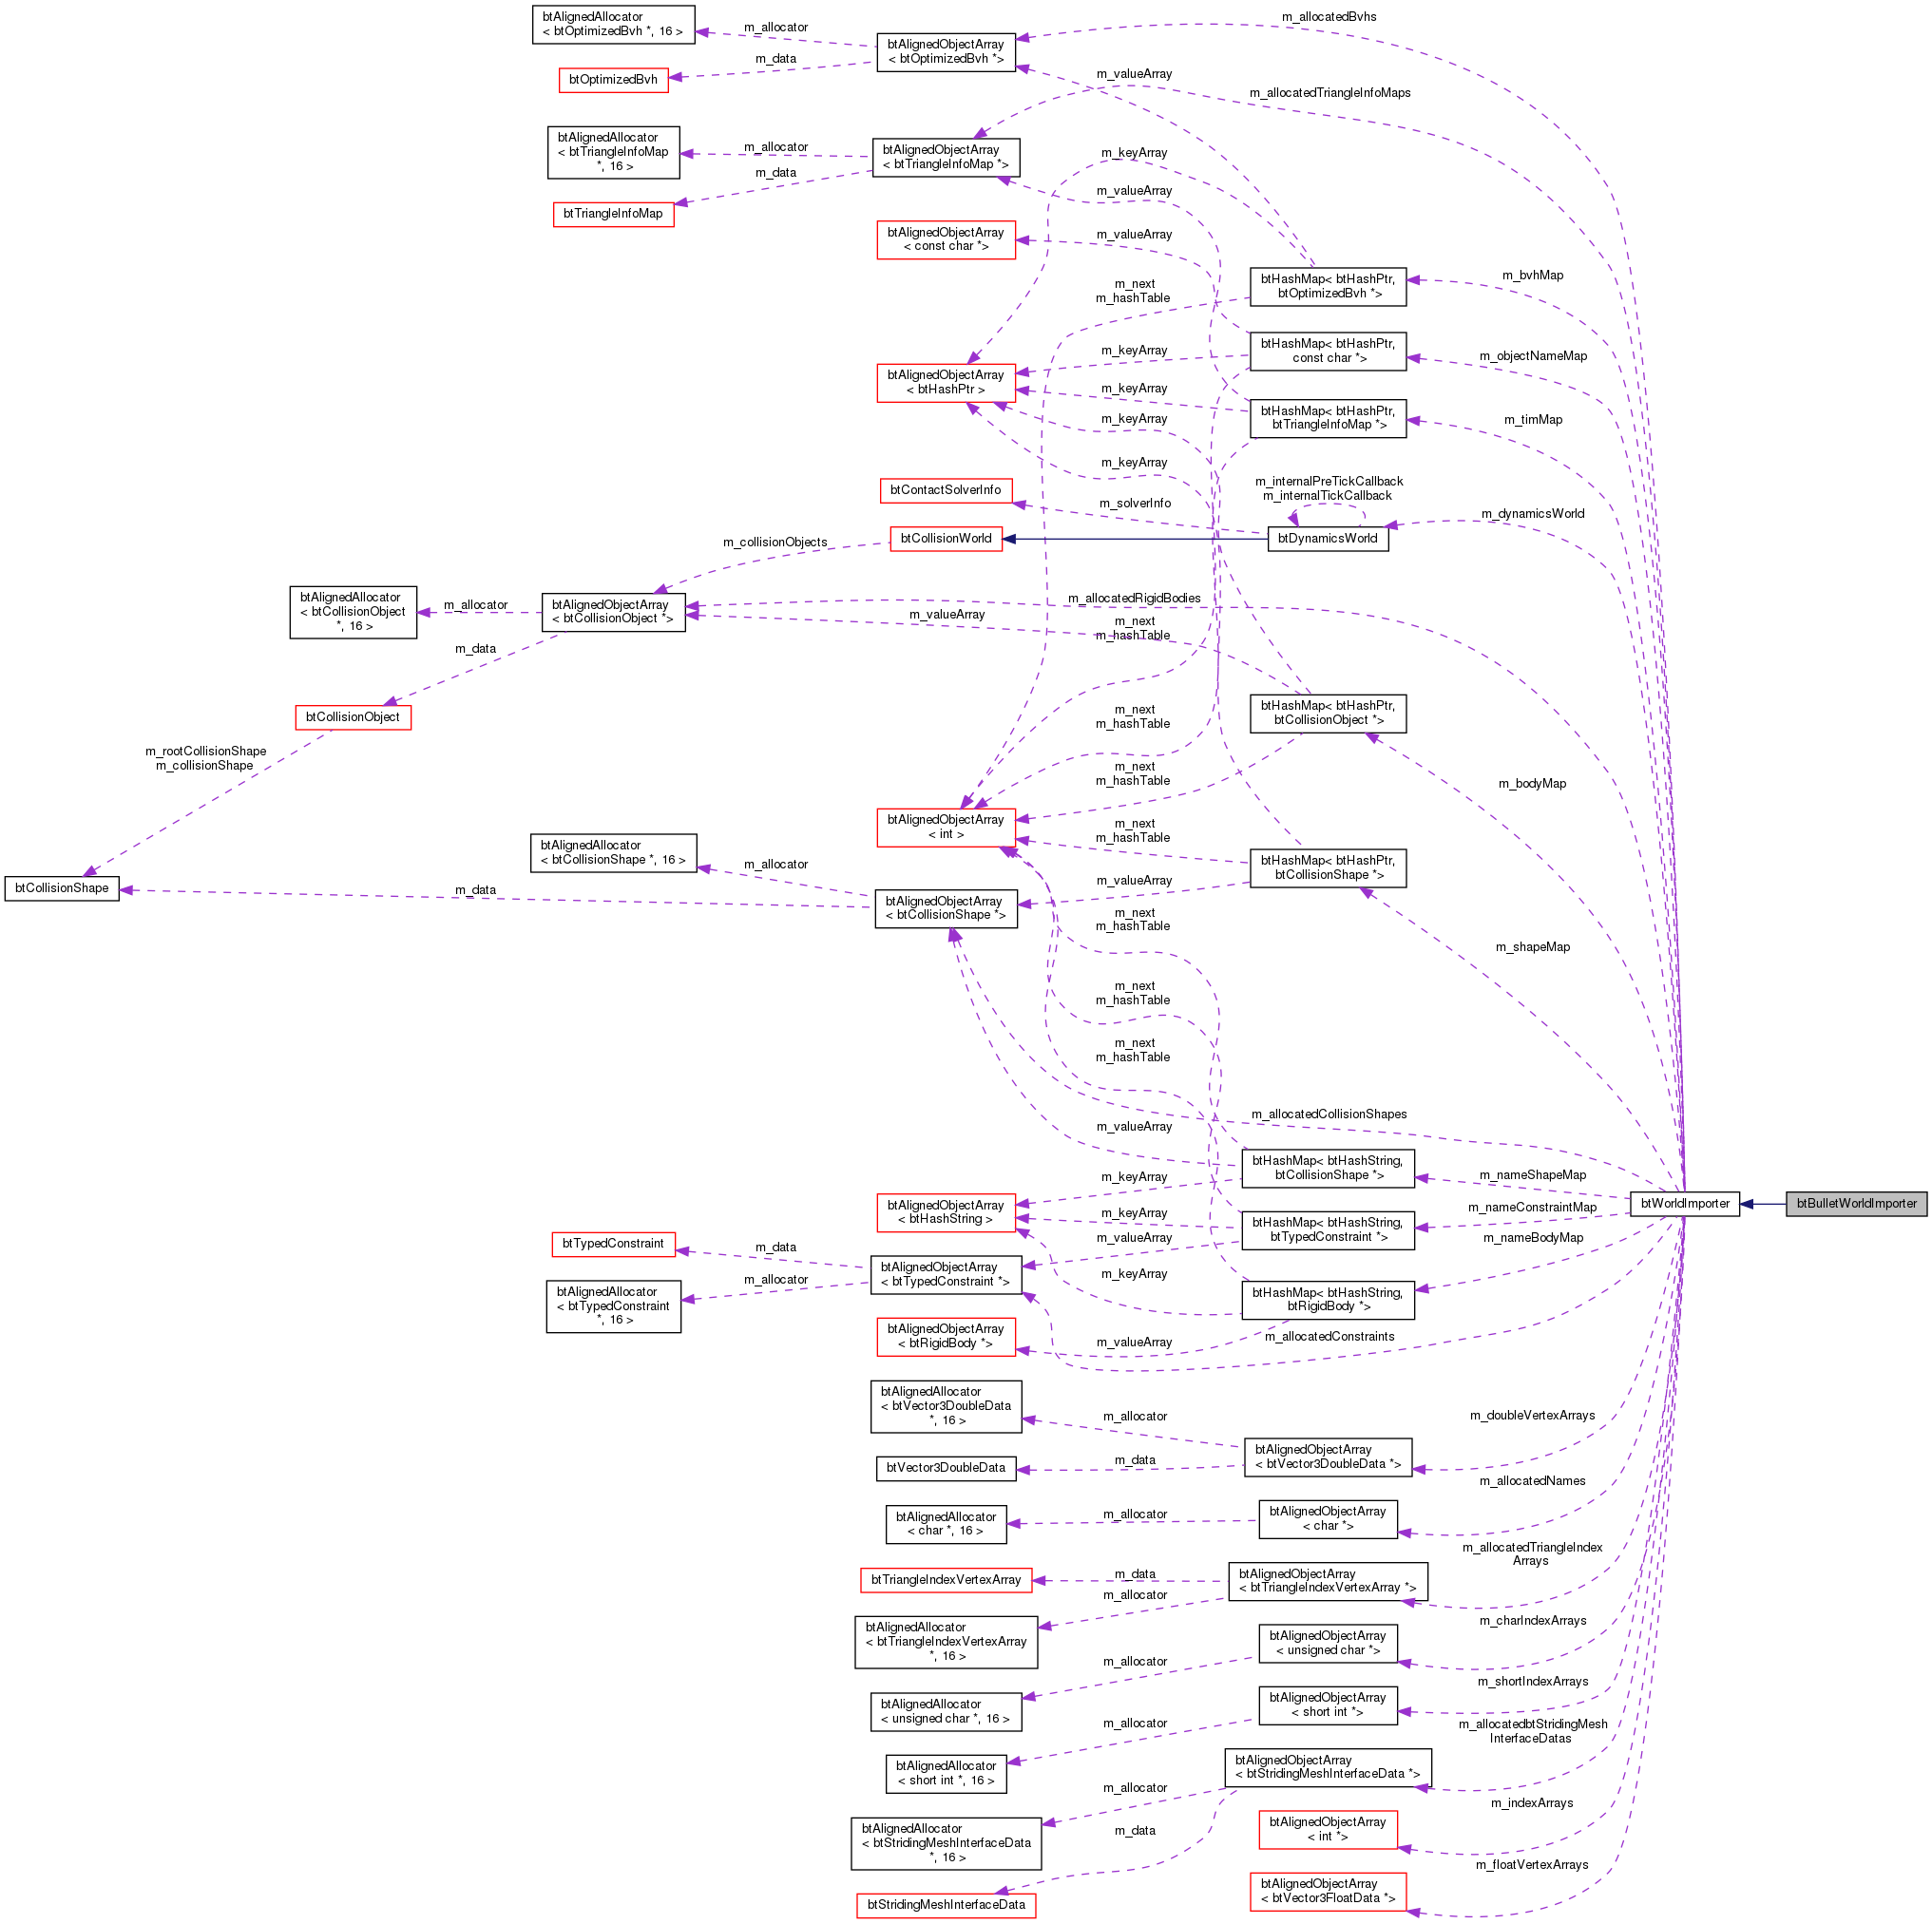 btAlignedAllocator
< btOptimizedBvh *, 16 >
m_allocator
btOptimizedBvh
m_data
btAlignedObjectArray
< btOptimizedBvh *>
m_allocatedBvhs
m_valueArray
m_allocatedTriangleInfoMaps
btAlignedAllocator
< btTriangleInfoMap
*, 16 >
m_allocator
btTriangleInfoMap
m_data
btAlignedObjectArray
< btTriangleInfoMap *>
m_keyArray
m_valueArray
btAlignedObjectArray
< const char *>
m_valueArray
m_next
m_hashTable
btHashMap< btHashPtr,
btOptimizedBvh *>
m_bvhMap
btAlignedObjectArray
< btHashPtr >
m_keyArray
btHashMap< btHashPtr,
const char *>
m_objectNameMap
m_keyArray
btHashMap< btHashPtr,
btTriangleInfoMap *>
m_timMap
m_keyArray
m_keyArray
btContactSolverInfo
m_solverInfo
m_internalPreTickCallback
m_internalTickCallback
m_dynamicsWorld
btCollisionWorld
btDynamicsWorld
m_collisionObjects
btAlignedAllocator
< btCollisionObject
*, 16 >
m_allocator
btAlignedObjectArray
< btCollisionObject *>
m_valueArray
m_allocatedRigidBodies
m_next
m_hashTable
m_data
btCollisionObject
m_rootCollisionShape
m_collisionShape
m_next
m_hashTable
btHashMap< btHashPtr,
btCollisionObject *>
m_bodyMap
m_next
m_hashTable
btAlignedObjectArray
< int >
m_next
m_hashTable
btCollisionShape
btAlignedAllocator
< btCollisionShape *, 16 >
m_allocator
m_data
btAlignedObjectArray
< btCollisionShape *>
m_valueArray
btHashMap< btHashPtr,
btCollisionShape *>
m_shapeMap
m_next
m_hashTable
m_next
m_hashTable
m_next
m_hashTable
m_allocatedCollisionShapes
m_valueArray
btHashMap< btHashString,
btCollisionShape *>
m_nameShapeMap
m_keyArray
btAlignedObjectArray
< btHashString >
m_keyArray
btHashMap< btHashString,
btTypedConstraint *>
m_nameConstraintMap
btWorldImporter
btBulletWorldImporter
btTypedConstraint
m_data
m_valueArray
m_nameBodyMap
btAlignedObjectArray
< btTypedConstraint *>
m_allocator
m_keyArray
btAlignedAllocator
< btTypedConstraint
*, 16 >
btHashMap< btHashString,
btRigidBody *>
btAlignedObjectArray
< btRigidBody *>
m_valueArray
m_allocatedConstraints
btAlignedAllocator
< btVector3DoubleData
*, 16 >
m_allocator
m_doubleVertexArrays
btVector3DoubleData
m_data
btAlignedObjectArray
< btVector3DoubleData *>
m_allocatedNames
btAlignedAllocator
< char *, 16 >
m_allocator
btAlignedObjectArray
< char *>
m_allocatedTriangleIndex
Arrays
btTriangleIndexVertexArray
m_data
m_allocator
btAlignedObjectArray
< btTriangleIndexVertexArray *>
btAlignedAllocator
< btTriangleIndexVertexArray
*, 16 >
m_charIndexArrays
btAlignedObjectArray
< unsigned char *>
m_allocator
btAlignedAllocator
< unsigned char *, 16 >
m_shortIndexArrays
btAlignedObjectArray
< short int *>
m_allocator
btAlignedAllocator
< short int *, 16 >
m_allocatedbtStridingMesh
InterfaceDatas
btAlignedObjectArray
< btStridingMeshInterfaceData *>
m_allocator
btAlignedAllocator
< btStridingMeshInterfaceData
*, 16 >
m_data
btStridingMeshInterfaceData
m_indexArrays
btAlignedObjectArray
< int *>
m_floatVertexArrays
btAlignedObjectArray
< btVector3FloatData *>